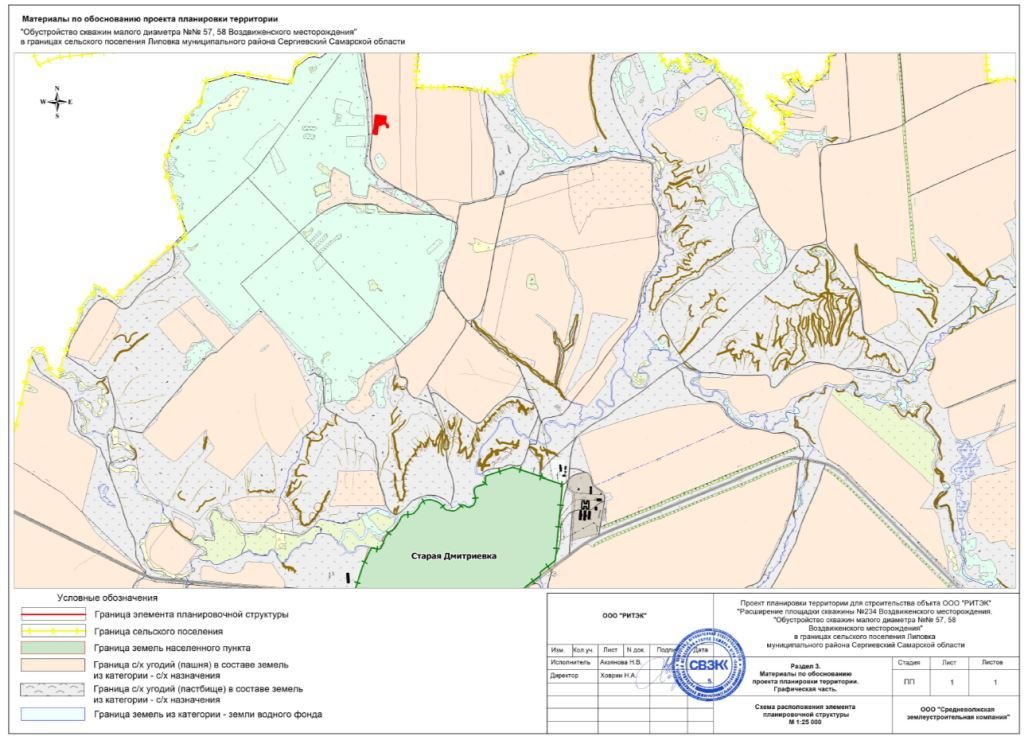 Материалы по обоснованию проекта планировки территории
"Обустройство скважин малого диаметра №№ 57, 58 Воздвиженского месторождения"
в границах сельского поселения Липовка муниципального района Сергиевский Самарской области
N
W E
S
Старая Дмитриевка
Условные обозначения
Граница элемента планировочной структуры
Граница сельского поселения
Граница земель населенного пункта
Граница с/х угодий (пашня) в составе земель
из категории - с/х назначения
Граница с/х угодий (пастбище) в составе земель
из категории - с/х назначения
Граница земель из категории - земли водного фонда
ООО "РИТЭК"
Проект планировки территории для строительства объкта ООО "РИТЭК"
"Расширение площадки скважины №234 Воздвиженского месторождения.
"Обустройство скважин малого диаметра №№ 57, 58
Воздвиженского месторождения"
в границах сельского поселения Липовка
муниципального района Сергиевский Самарской области
Изм. Кол.уч. Лист N док. Дата
Исполнитель Акаянова Н.В.
Директор Ховрин Н.А.
СВЗК
Раздел 3.
Материалы по обоснованию
проекта планировки территории.
Графическая часть.
Стадия Лист Листов
ПП 1 1
Схема расположения элемента
планировочной структуры
М 1:25 000
ООО "Средневолжская
землеустроительная компания"